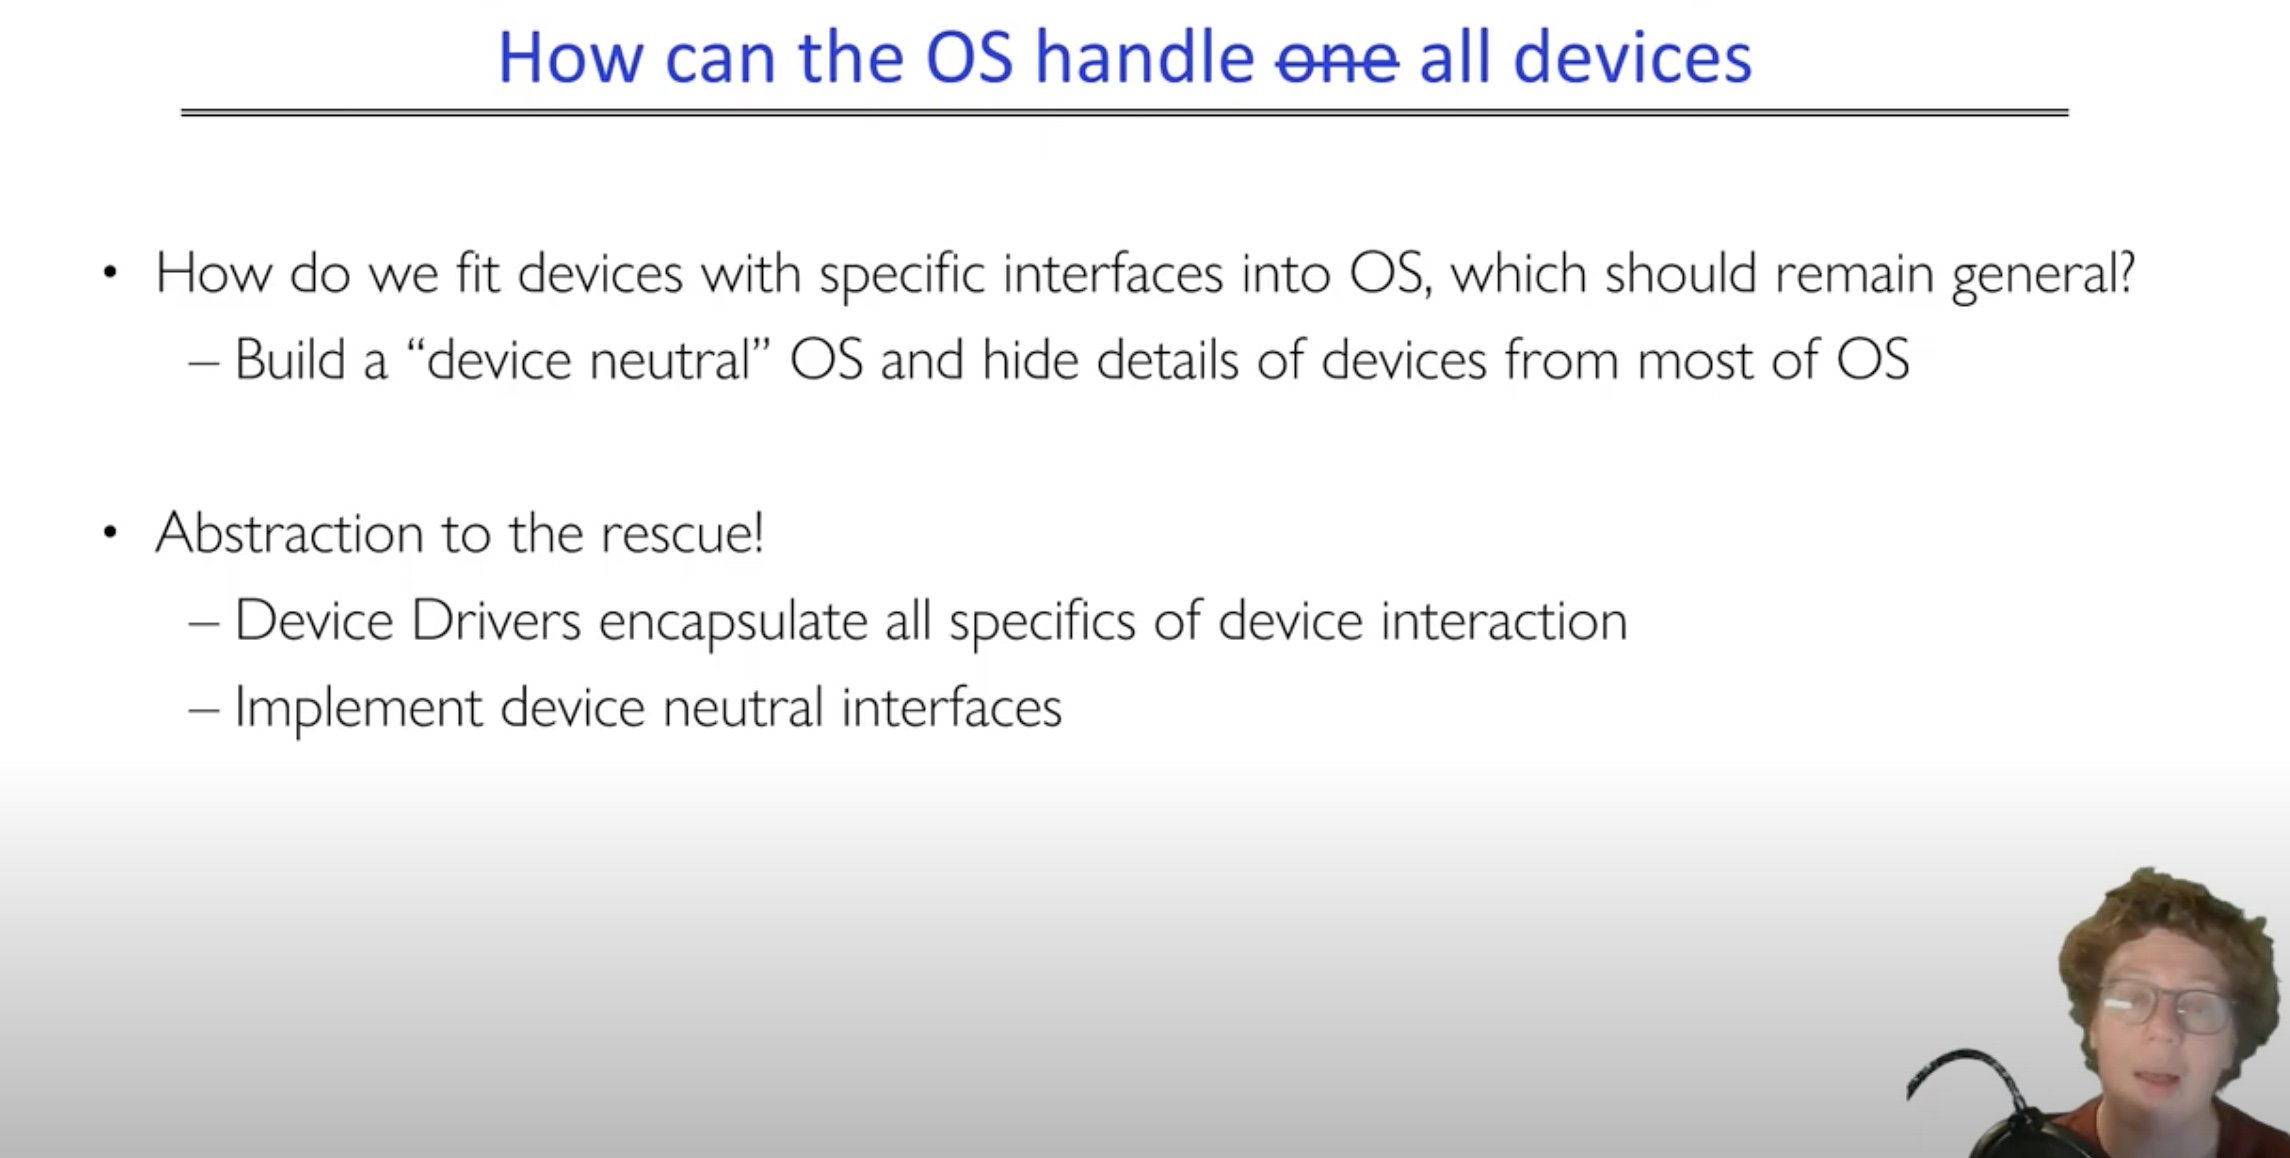 How can the OS handle one all devices
• How do we fit devices with specific interfaces into OS, which should remain general?
– Build a “device neutral” OS and hide details of devices from most of OS
• Abstraction to the rescue!
– Device Drivers encapsulate all specifics of device interaction
– Implement device neutral interfaces